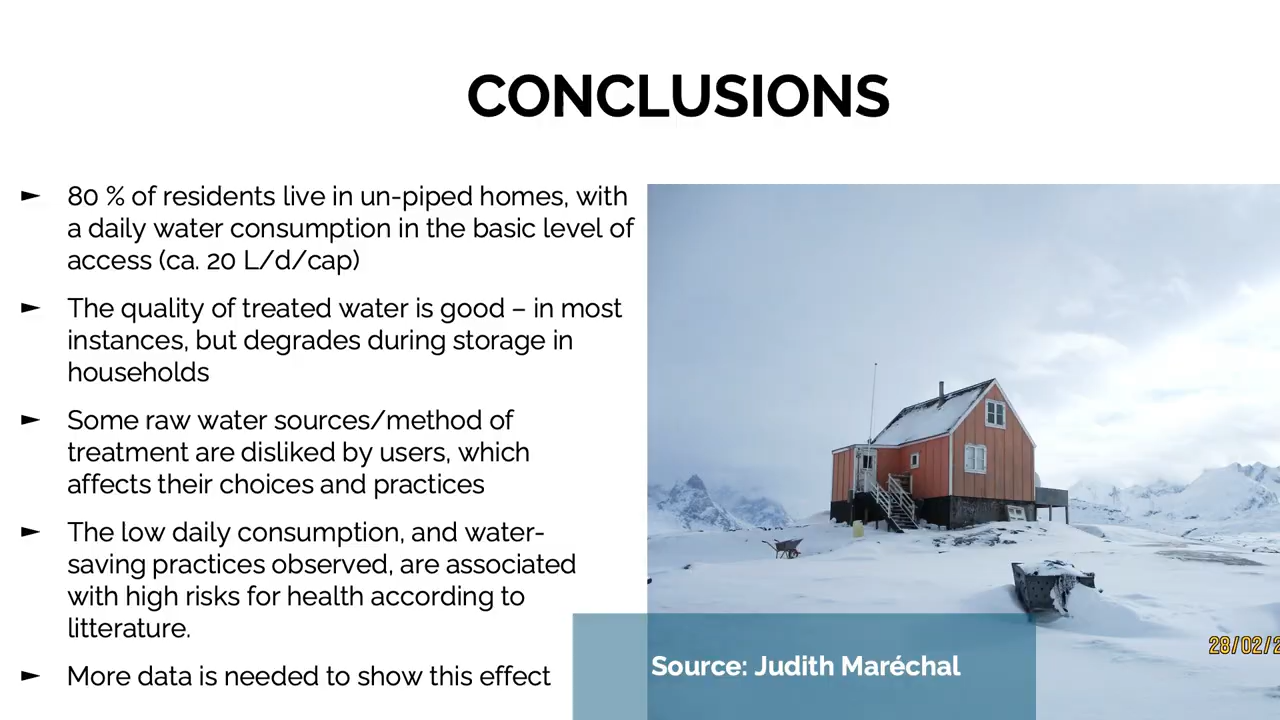 CONCLUSIONS
► 80 % of residents live in un-piped homes, with
a daily water consumption in the basic level of
access (ca. 20 L/d/cap)
► The quality of treated water is good – in most
instances, but degrades during storage in
households
► Some raw water sources/method of
treatment are disliked by users, which
affects their choices and practices
► The low daily consumption, and water-
saving practices observed, are associated
with high risks for health according to
litterature.
► More data is needed to show this effect
28/02/2
Source: Judith Maréchal